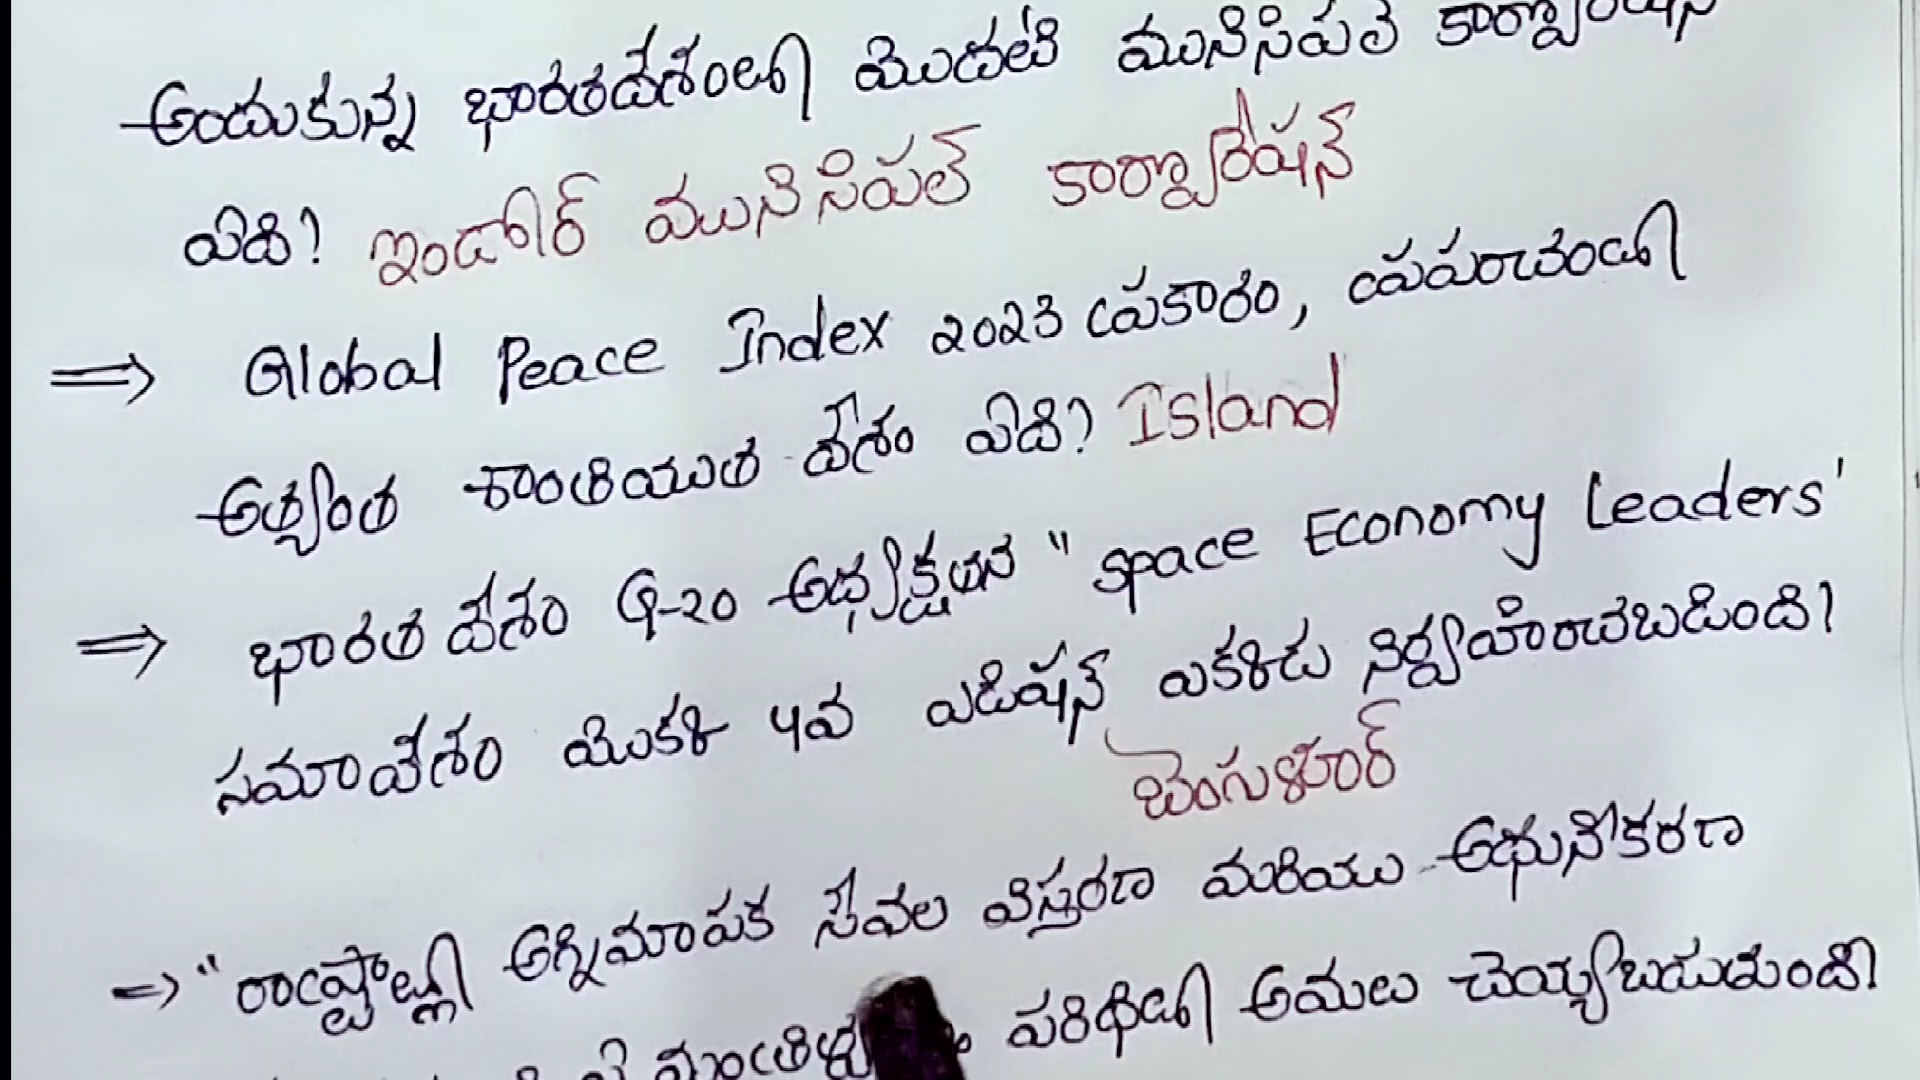 అందుకున్న భారతదేశంలో మొదటి మునిసిపల్ కార్పొరేషన్
ఏది? ఇండోర్ మునిసిపల్ కార్పొరేషన్
⇒ Global Peace Index 2023 ప్రకారం, ప్రపంచంలో
అత్యంత శాంతియుత దేశం ఏది? Island
⇒ భారత దేశం G-20 అధ్యక్షతన "Space Economy Leaders'
సమావేశం యొక్క 4వ ఎడిషన్ ఎక్కడ నిర్వహించబడింది?
బెంగుళూర్
⇒ "రాష్ట్రాల్లో అగ్నిమాపక సేవల విస్తరణ మరియు ఆధునీకరణ
పరిధిలో అమలు చెయ్యబడుతుంది